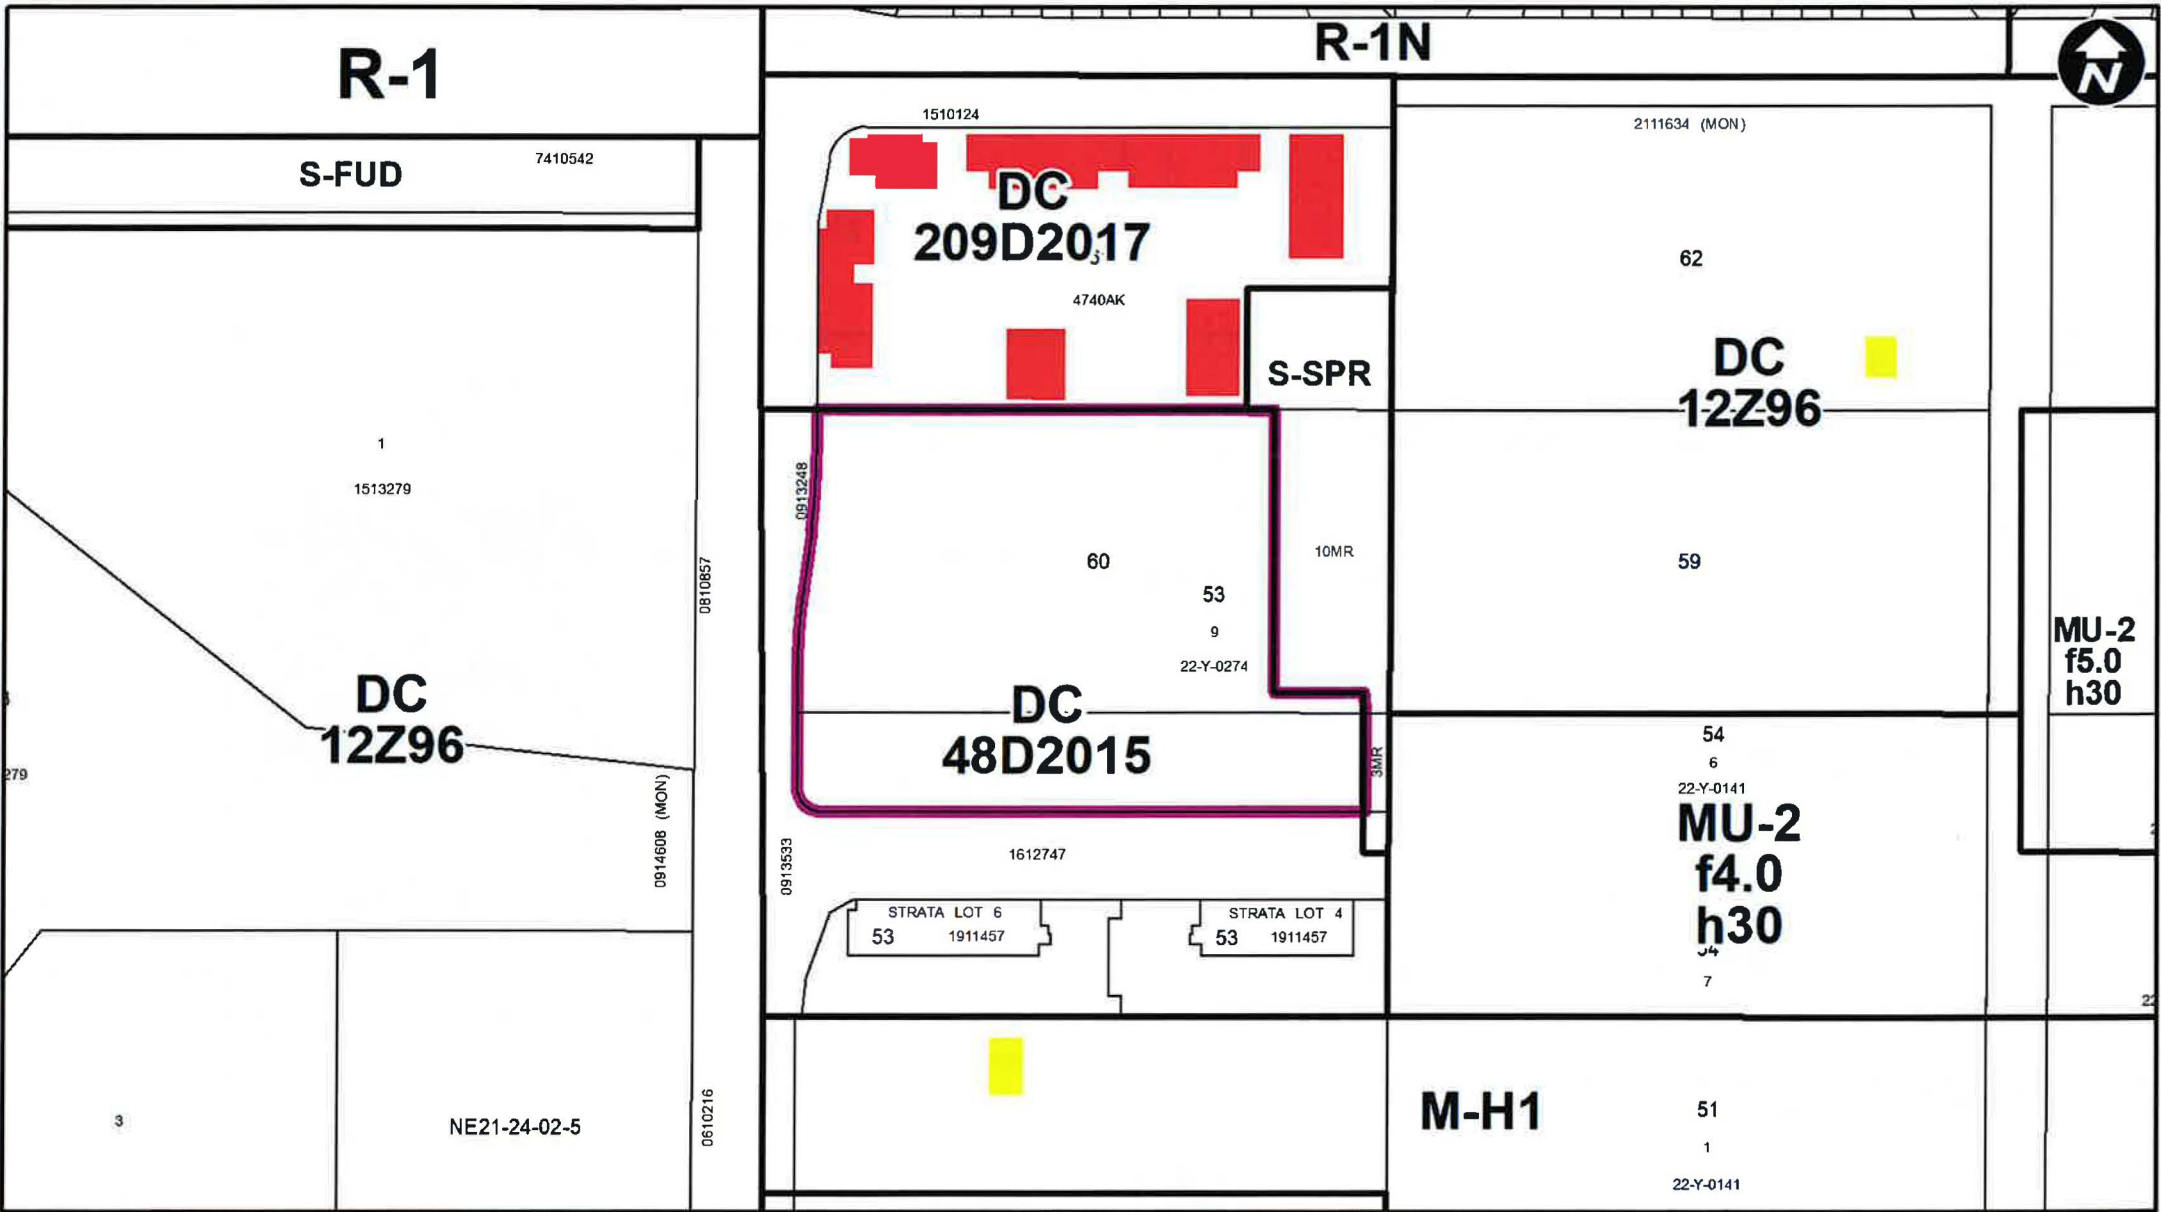 R-1
R-1N
N
S-FUD
7410542
1510124
2111634 (MON)
DC
209D2017
4740AK
62
S-SPR
DC
12Z96
1
1513279
0913248
0810857
60
53
9
22-Y-0274
10MR
59
MU-2
f5.0
h30
DC
12Z96
279
0914608 (MON)
DC
48D2015
3MR
54
6
22-Y-0141
MU-2
f4.0
h30
7
0913533
1612747
STRATA LOT 6
53 1911457
STRATA LOT 4
53 1911457
22
3
NE21-24-02-5
0610216
M-H1
51
1
22-Y-0141